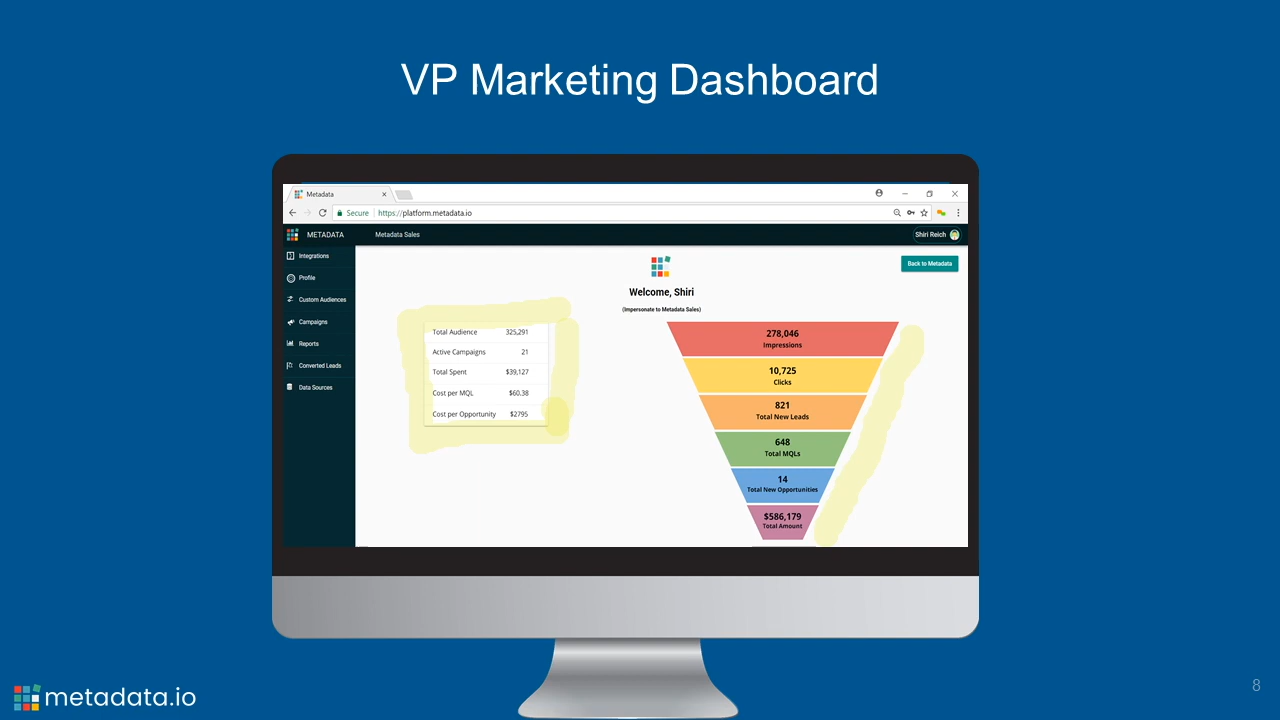 VP Marketing Dashboard
Metadata
Secure
https://platform.metadata.io
METADATA
Metadata Sales
Shiri Reich
Integrations
Profile
Custom Audiences
Campaigns
Reports
Converted Leads
Data Sources
Back to Metadata
Welcome, Shiri
(Impersonate to Metadata Sales)
Total Audience 325,291
Active Campaigns 21
Total Spent $39,127
Cost per MQL $60.38
Cost per Opportunity $2795
278,046
Impressions
10,725
Clicks
821
Total New Leads
648
Total MQLs
14
Total New Opportunities
$586,179
Total Amount
metadata.io
8